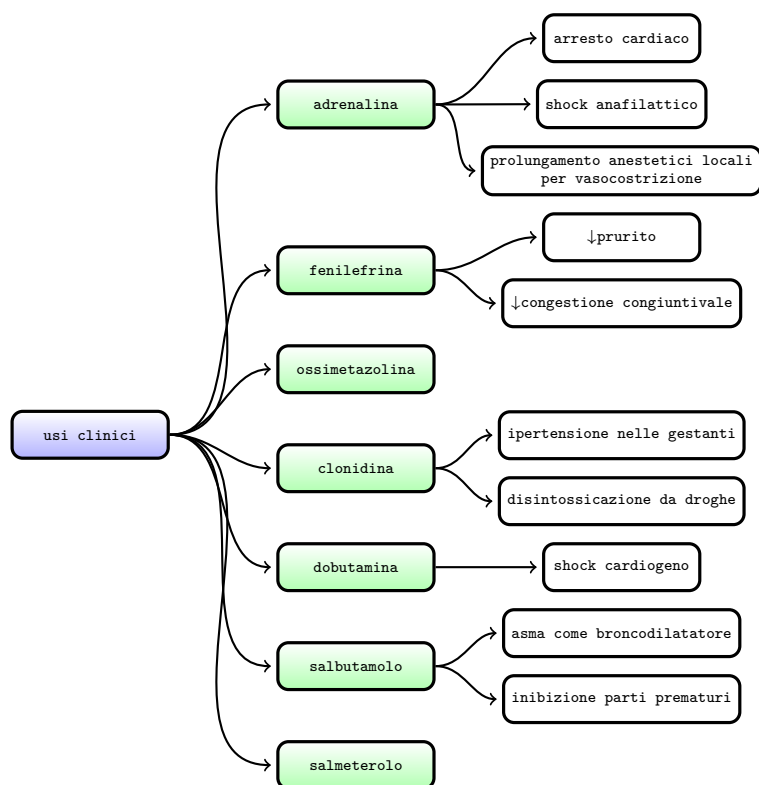 usi clinici
adrenalina
arresto cardiaco
shock anafilattico
prolungamento anestetici locali
per vasocostrizione
fenilefrina
↓prurito
↓congestione congiuntivale
ossimetazolina
clonidina
ipertensione nelle gestanti
disintossicazione da droghe
dobutamina
shock cardiogeno
salbutamolo
asma come broncodilatatore
inibizione parti prematuri
salmeterolo